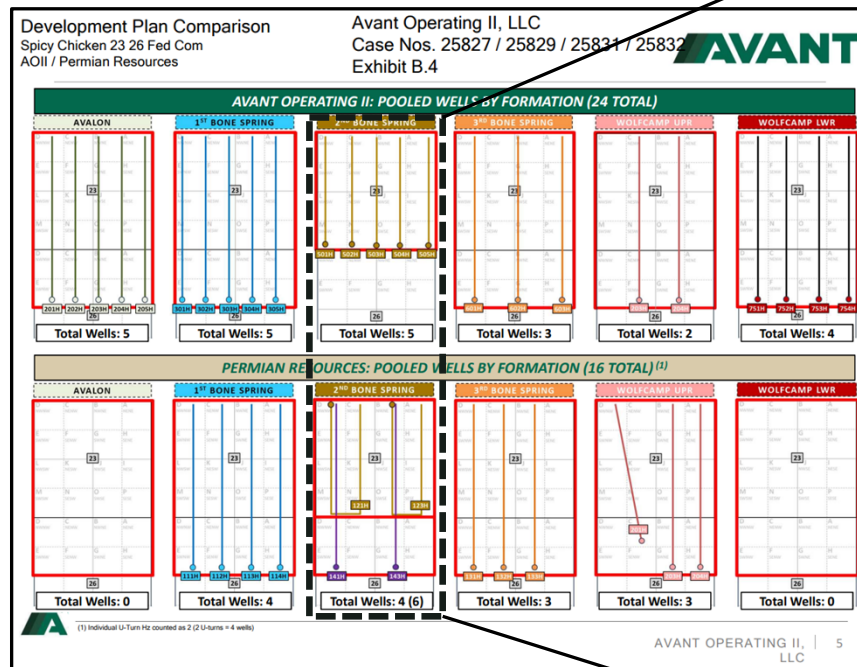 Development Plan Comparison
Spicy Chicken 23 26 Fed Com
AOII / Permian Resources
Avant Operating II, LLC
Case Nos. 25827 / 25829 / 25831 / 25832
Exhibit B.4
AVANT
AVANT OPERATING II: POOLED WELLS BY FORMATION (24 TOTAL)
AVALON 1ST BONE SPRING 2ND BONE SPRING 3RD BONE SPRING WOLFCAMP UPR WOLFCAMP LWR
23 23 23 23 23 23
501H 502H 503H 504H 505H
201H 202H 203H 204H 205H 301H 302H 303H 304H 305H 751H 752H 753H 754H
26 26 26 26 26 26
Total Wells: 5 Total Wells: 5 Total Wells: 5 Total Wells: 3 Total Wells: 2 Total Wells: 4
PERMIAN RESOURCES: POOLED WELLS BY FORMATION (16 TOTAL) (1)
AVALON 1ST BONE SPRING 2ND BONE SPRING 3RD BONE SPRING WOLFCAMP UPR WOLFCAMP LWR
23 23 23 23 23 23
121H 123H
111H 112H 113H 114H 141H 143H 131H
26 26 26 26 26 26
Total Wells: 0 Total Wells: 4 Total Wells: 4 (6) Total Wells: 3 Total Wells: 3 Total Wells: 0
(1) Individual U-Turn Hz counted as 2 (2 U-turns = 4 wells)
AVANT OPERATING II, LLC | 5